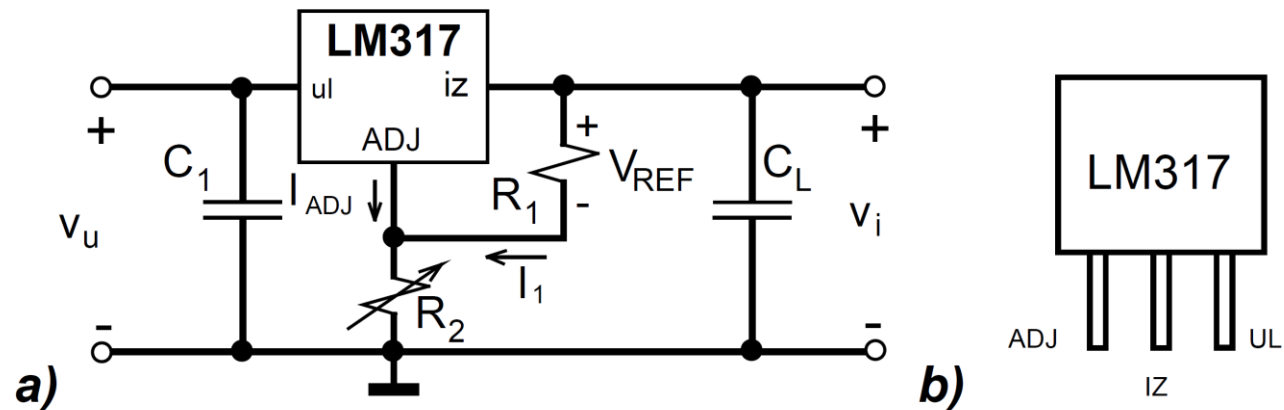 LM317
ul
iz
ADJ
+
-
C1
vu
IADJ
R1
+
VREF
-
I1
R2
CL
+
vi
-
a)
LM317
ADJ
IZ
UL
b)